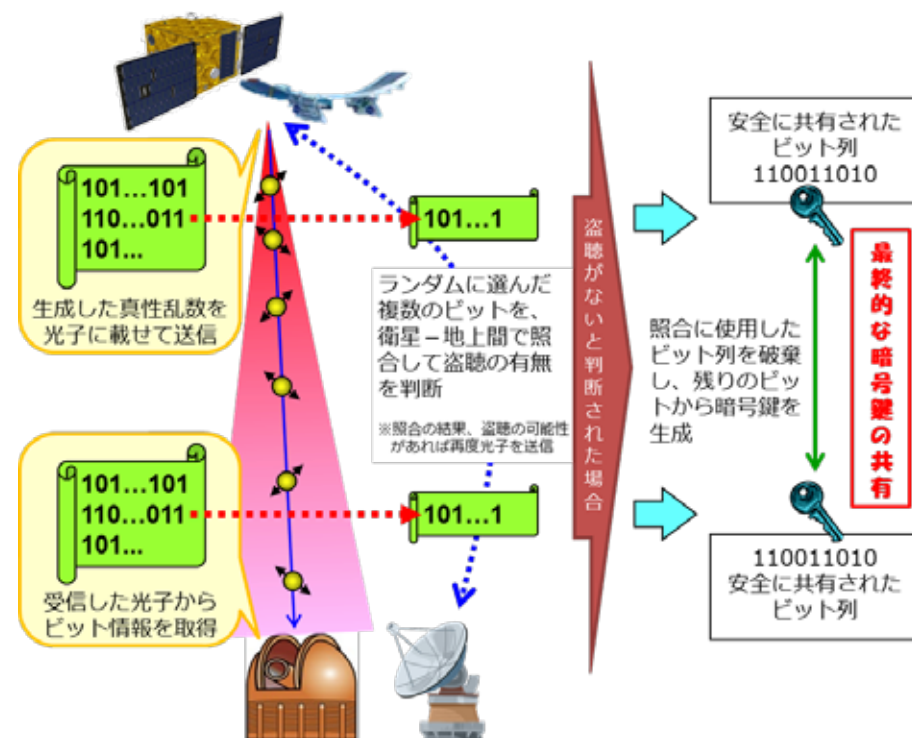 101...101
110...011
101...
生成した真性乱数を
光子に載せて送信
101...1
ランダムに選んだ
複数のビットを、
衛星－地上間で照
合して盗聴の有無
を判断
※照合の結果、盗聴の可能性
があれば再度光子を送信
101...101
110...011
101...
受信した光子から
ビット情報を取得
101...1
盗聴がないと判断された場合
安全に共有された
ビット列
110011010
照合に使用した
ビット列を破棄
し、残りのビッ
トから暗号鍵を
生成
最終的な暗号鍵の共有
110011010
安全に共有された
ビット列